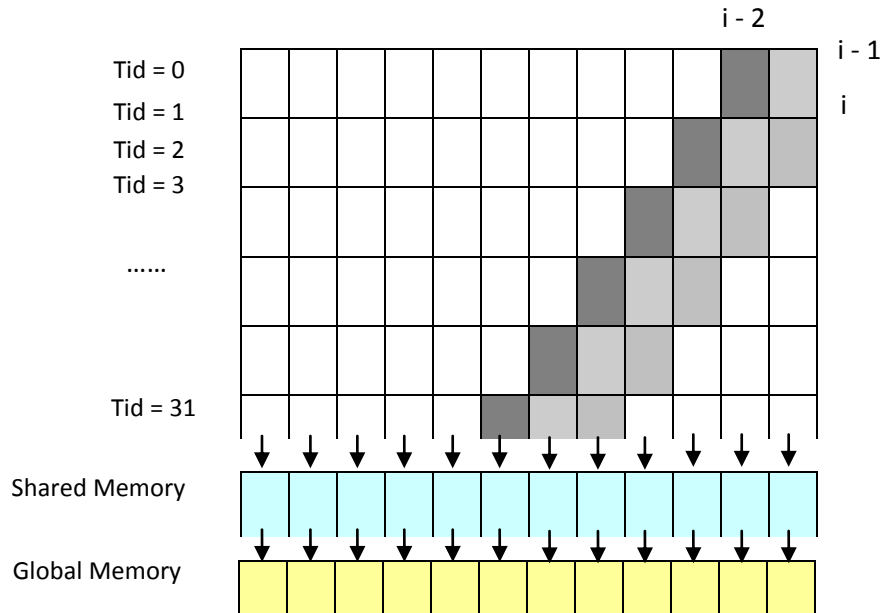 i - 2
i - 1
Tid = 0
i
Tid = 1
Tid = 2
Tid = 3
......
Tid = 31
Shared Memory
Global Memory